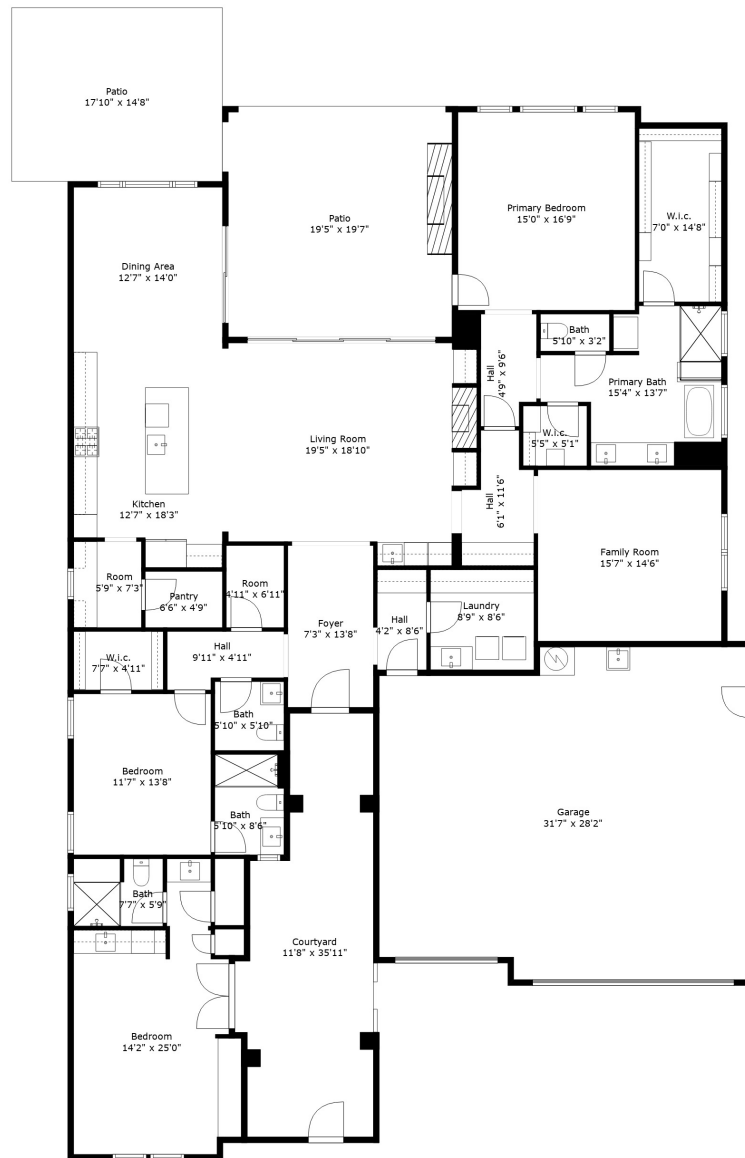 Patio
17'10" x 14'8"
Patio
19'5" x 19'7"
Primary Bedroom
15'0" x 16'9"
W.i.c.
7'0" x 14'8"
Dining Area
12'7" x 14'0"
Bath
5'10" x 3'2"
Hall
4'9" x 9'6"
Primary Bath
15'4" x 13'7"
W.i.c.
5'5" x 5'1"
Living Room
19'5" x 18'10"
Kitchen
12'7" x 18'3"
Hall
6'1" x 11'6"
Family Room
15'7" x 14'6"
Room
5'9" x 7'3"
Pantry
6'6" x 4'9"
Room
4'11" x 6'11"
Foyer
7'3" x 13'8"
Hall
4'2" x 8'6"
Laundry
8'9" x 8'6"
W.i.c.
7'7" x 4'11"
Hall
9'11" x 4'11"
Bath
5'10" x 5'10"
Bedroom
11'7" x 13'8"
Bath
5'10" x 8'6"
Garage
31'7" x 28'2"
Bath
7'7" x 5'9"
Courtyard
11'8" x 35'11"
Bedroom
14'2" x 25'0"